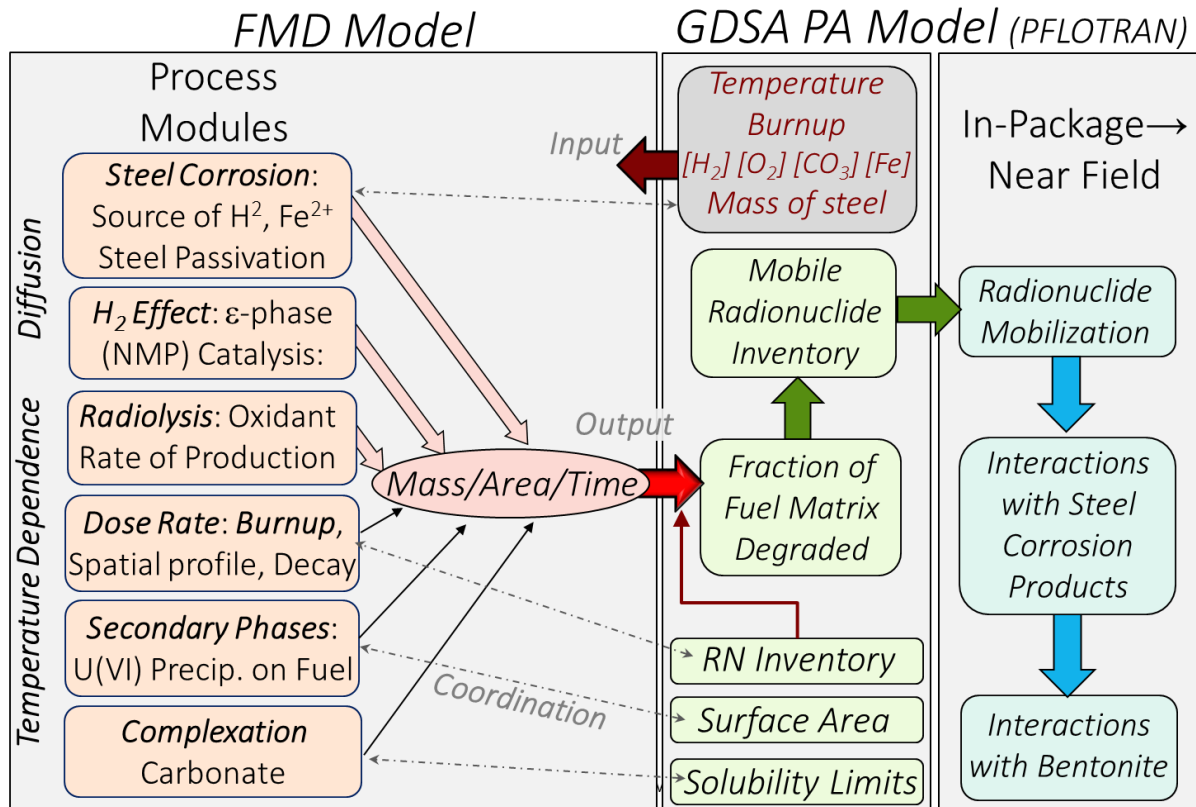 FMD Model
GDSA PA Model (PFLOTRAN)
Process
Modules
Diffusion
Temperature Dependence
Steel Corrosion:
Source of H², Fe²⁺
Steel Passivation
H₂ Effect: ε-phase
(NMP) Catalysis:
Radiolysis: Oxidant
Rate of Production
Dose Rate: Burnup,
Spatial profile, Decay
Secondary Phases:
U(VI) Precip. on Fuel
Complexation
Carbonate
Mass/Area/Time
Input
Output
Coordination
Temperature
Burnup
[H₂] [O₂] [CO₃] [Fe]
Mass of steel
Mobile
Radionuclide
Inventory
Fraction of
Fuel Matrix
Degraded
RN Inventory
Surface Area
Solubility Limits
In-Package→
Near Field
Radionuclide
Mobilization
Interactions
with Steel
Corrosion
Products
Interactions
with Bentonite